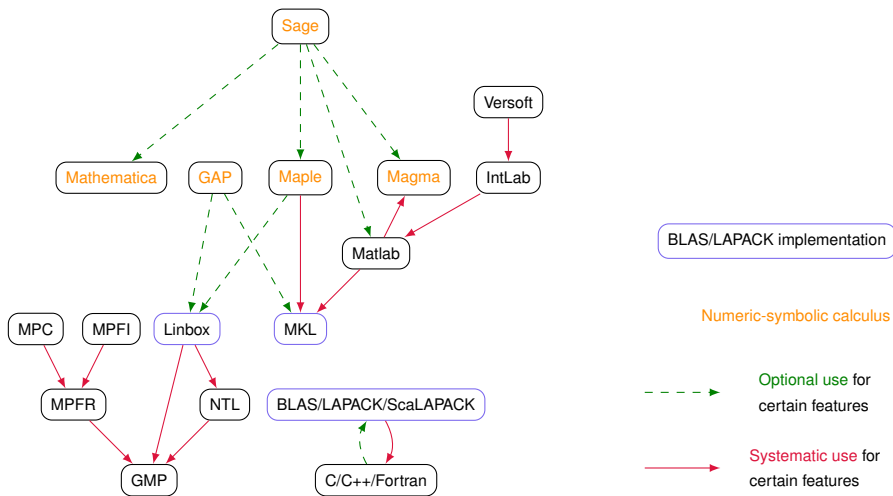 Sage
Versoft
Mathematica
GAP
Maple
Magma
IntLab
Matlab
BLAS/LAPACK implementation
Numeric-symbolic calculus
MPC
MPFI
Linbox
MKL
Optional use for
certain features
MPFR
NTL
BLAS/LAPACK/ScaLAPACK
Systematic use for
certain features
GMP
C/C++/Fortran